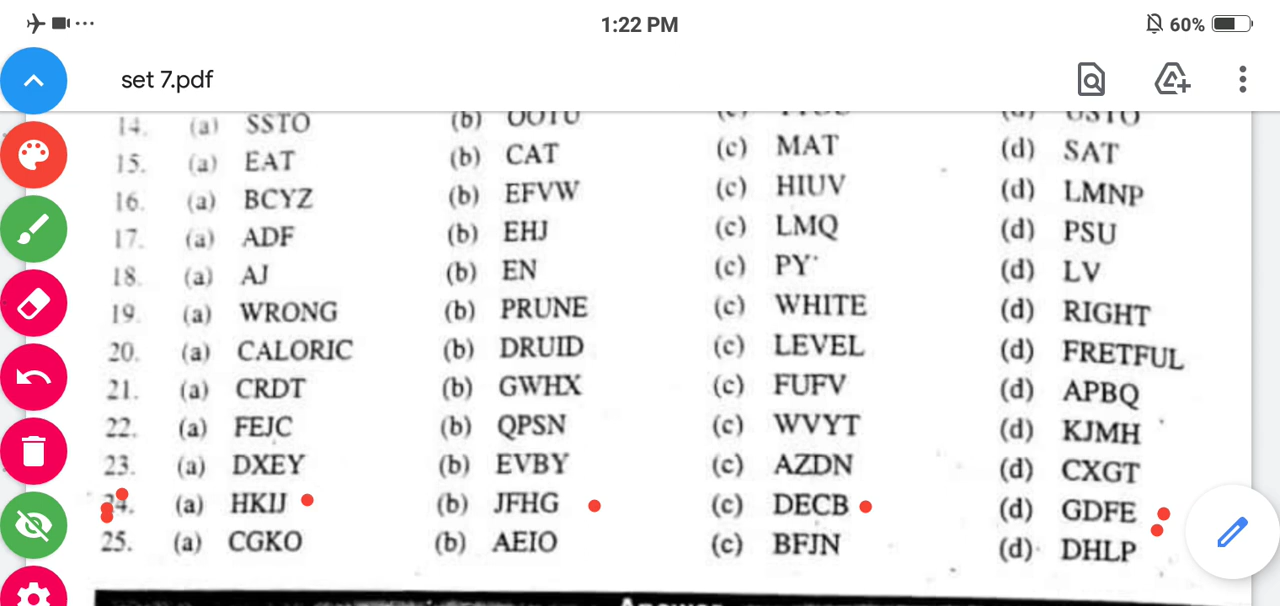 1:22 PM 60%
set 7.pdf
14. (a) SSTO (b) OOTU (d) USTO
15. (a) EAT (b) CAT (c) MAT (d) SAT
16. (a) BCYZ (b) EFVW (c) HIUV (d) LMNP
17. (a) ADF (b) EHJ (c) LMQ (d) PSU
18. (a) AJ (b) EN (c) PY (d) LV
19. (a) WRONG (b) PRUNE (c) WHITE (d) RIGHT
20. (a) CALORIC (b) DRUID (c) LEVEL (d) FRETFUL
21. (a) CRDT (b) GWHX (c) FUFV (d) APBQ
22. (a) FEJC (b) QPSN (c) WVYT (d) KJMH
23. (a) DXEY (b) EVBY (c) AZDN (d) CXGT
24. (a) HKIJ (b) JFHG (c) DECB (d) GDFE
25. (a) CGKO (b) AEIO (c) BFJN (d) DHLP